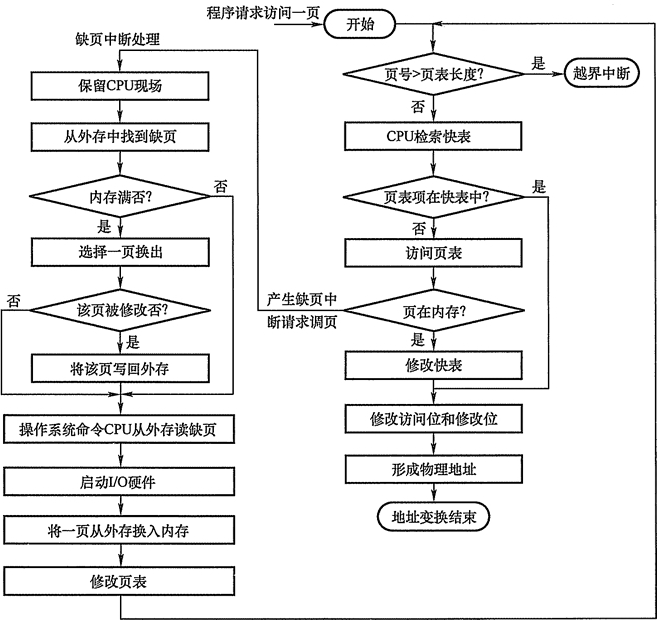 程序请求访问一页
开始
缺页中断处理
保留CPU现场
从外存中找到缺页
内存满否?
否
是
选择一页换出
否
该页被修改否?
是
将该页写回外存
操作系统命令CPU从外存读缺页
启动I/O硬件
将一页从外存换入内存
修改页表
页号>页表长度?
是
越界中断
否
CPU检索快表
页表项在快表中?
是
否
访问页表
产生缺页中
断请求调页
页在内存?
是
修改快表
修改访问位和修改位
形成物理地址
地址变换结束